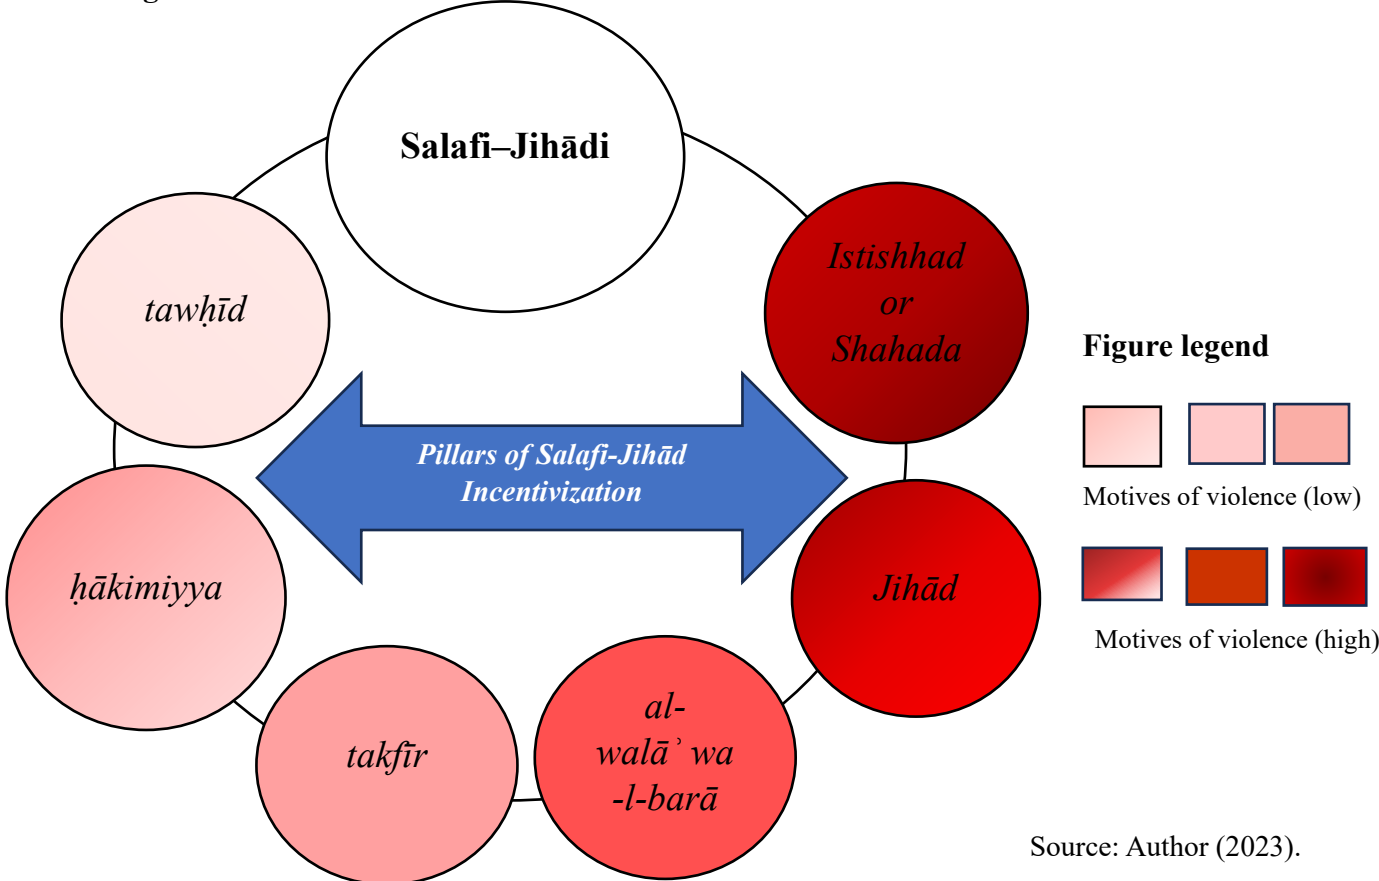 Salafi–Jihādi
Istishhad
or
Shahada
tawḥīd
Figure legend
Pillars of Salafi-Jihād
Incentivization
Motives of violence (low)
ḥākimiyya
Jihād
Motives of violence (high)
al-
walāʾ wa
-l-barā
takfīr
Source: Author (2023).